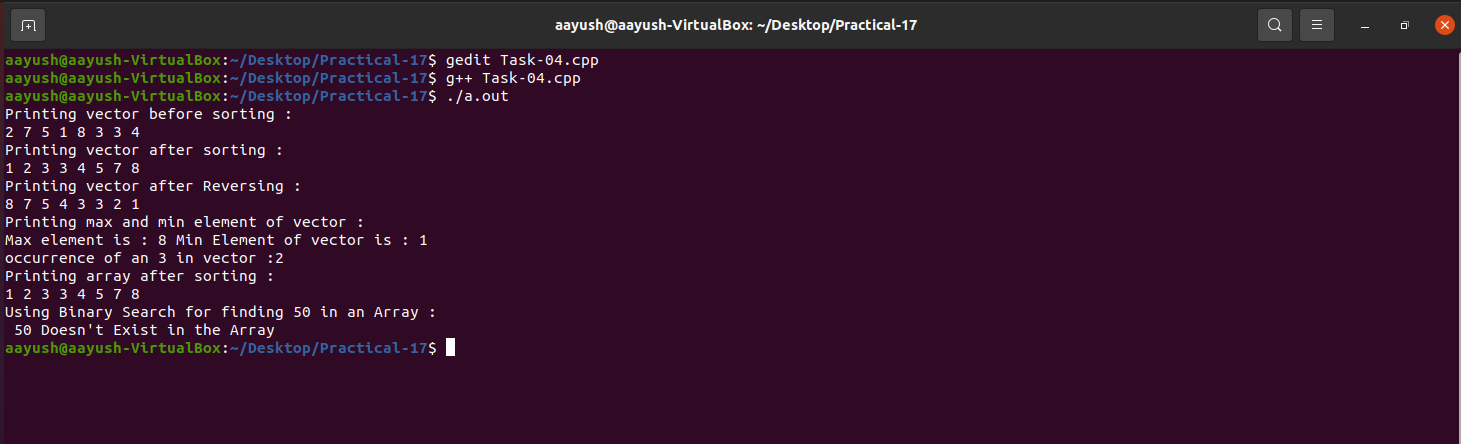 aayush@aayush-VirtualBox: ~/Desktop/Practical-17
aayush@aayush-VirtualBox:~/Desktop/Practical-17$ gedit Task-04.cpp
aayush@aayush-VirtualBox:~/Desktop/Practical-17$ g++ Task-04.cpp
aayush@aayush-VirtualBox:~/Desktop/Practical-17$ ./a.out
Printing vector before sorting :
2 7 5 1 8 3 3 4
Printing vector after sorting :
1 2 3 3 4 5 7 8
Printing vector after Reversing :
8 7 5 4 3 3 2 1
Printing max and min element of vector :
Max element is : 8 Min Element of vector is : 1
occurrence of an 3 in vector :2
Printing array after sorting :
1 2 3 3 4 5 7 8
Using Binary Search for finding 50 in an Array :
 50 Doesn't Exist in the Array
aayush@aayush-VirtualBox:~/Desktop/Practical-17$